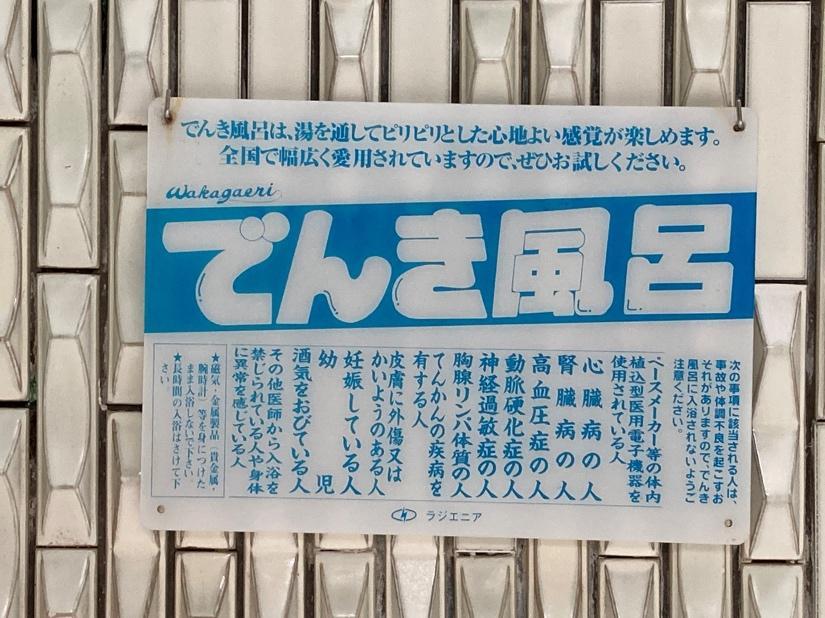 でんき風呂は、湯を通してピリピリとした心地よい感覚が楽しめます。
全国で幅広く愛用されていますので、ぜひお試しください。
Wakagaeri
でんき風呂
次の事項に該当される人は、
事故や体調不良を起こすお
それがありますので、でんき
風呂に入浴されないようご
注意ください。
ペースメーカー等の体内
植込型医用電子機器を
使用されている人
心臓病の人
腎臓病の人
高血圧症の人
動脈硬化症の人
神経過敏症の人
胸腺リンパ体質の人
てんかんの疾病を
有する人
皮膚に外傷又は
かいようのある人
妊娠している人
幼児
酒気をおびている人
その他医師から入浴を
禁じられている人や身体
に異常を感じている人
★磁気・金属製品（貴金属・
腕時計）等を身につけた
まま入浴しないで下さい。
★長時間の入浴はさけて下
さい
ラジエニア